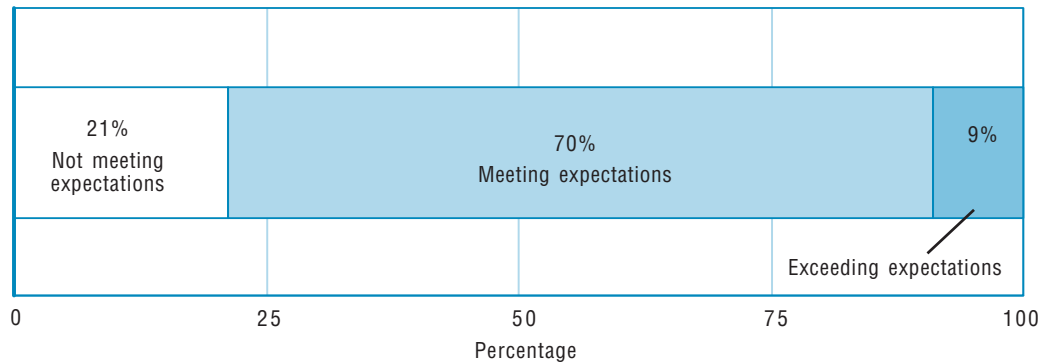 21%
Not meeting
expectations
70%
Meeting expectations
9%
Exceeding expectations
0 25 50 75 100
Percentage